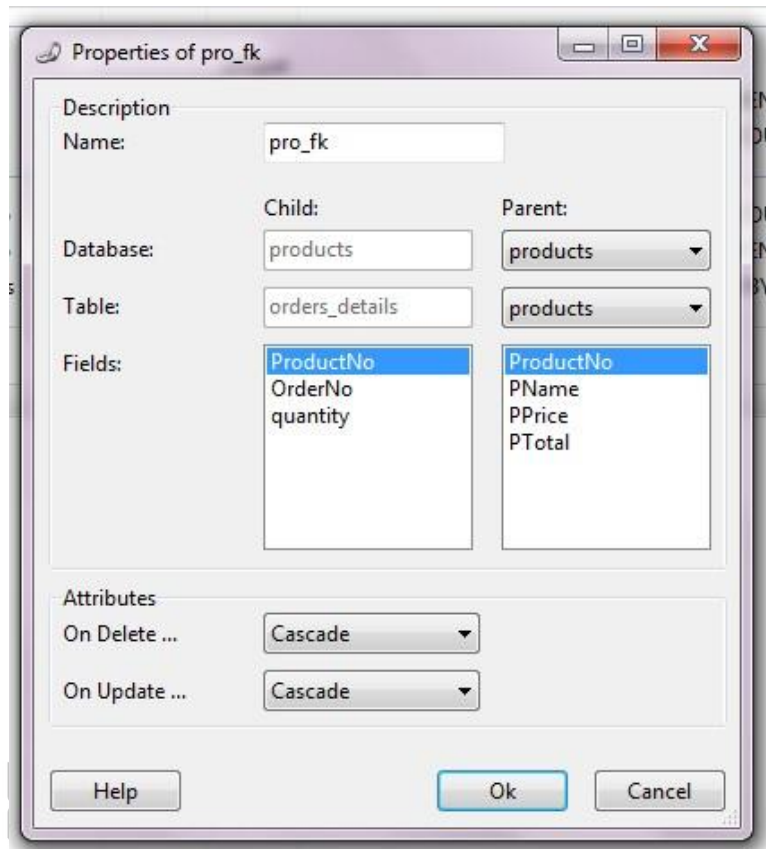 Properties of pro_fk
Description
Name: pro_fk
Child: Parent:
Database: products products
Table: orders_details products
Fields: ProductNo ProductNo
OrderNo PName
quantity PPrice
PTotal
Attributes
On Delete ... Cascade
On Update ... Cascade
Help Ok Cancel